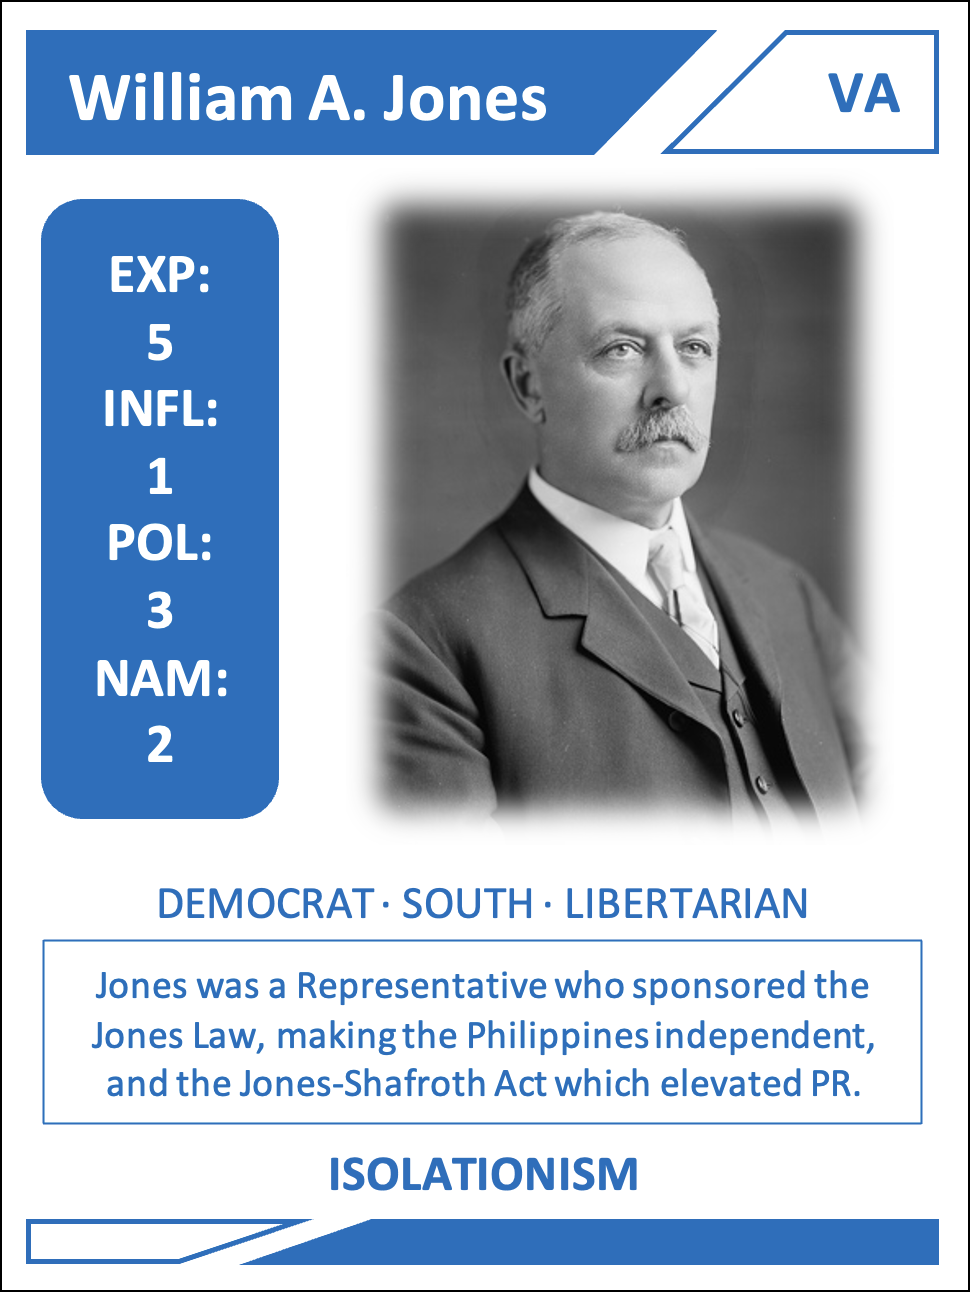 William A. Jones
VA
EXP:
5
INFL:
1
POL:
3
NAM:
2
DEMOCRAT · SOUTH · LIBERTARIAN
Jones was a Representative who sponsored the
Jones Law, making the Philippines independent,
and the Jones-Shafroth Act which elevated PR.
ISOLATIONISM